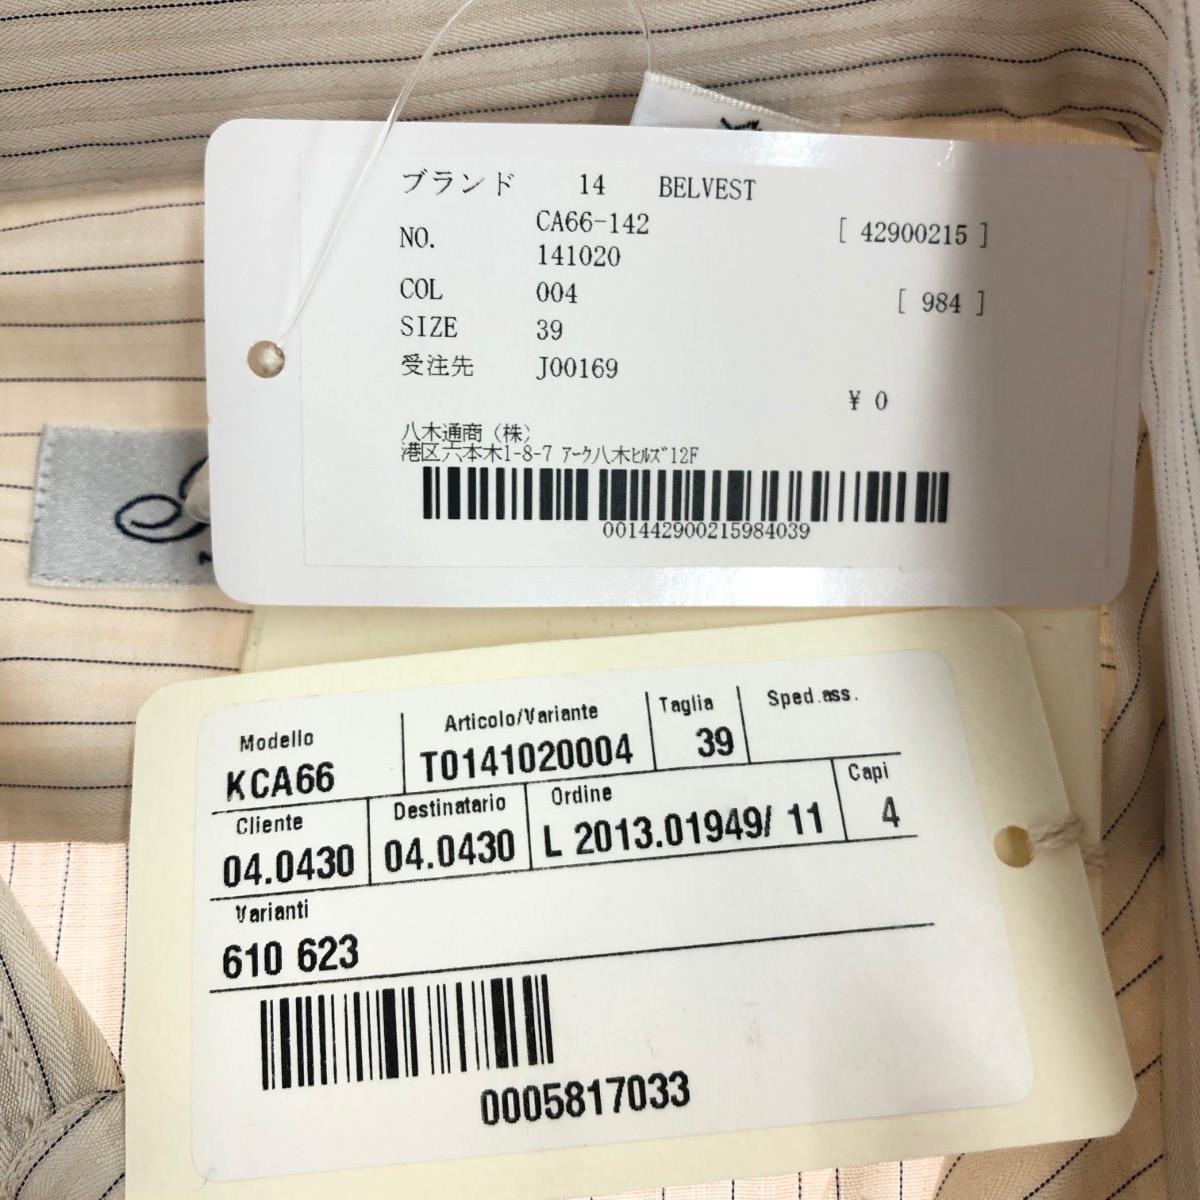 ブランド 14 BELVEST
NO. CA66-142 [ 42900215 ]
141020
COL 004 [ 984 ]
SIZE 39
受注先 J00169
¥ 0
八木通商（株）
港区六本木1-8-7 ｱｰｸ八木ﾋﾙｽﾞ12F
001442900215984039
Modello Articolo/Variante Taglia Sped.ass.
KCA66 T0141020004 39
Cliente Destinatario Ordine Capi
04.0430 04.0430 L 2013.01949/ 11 4
Varianti
610 623
0005817033